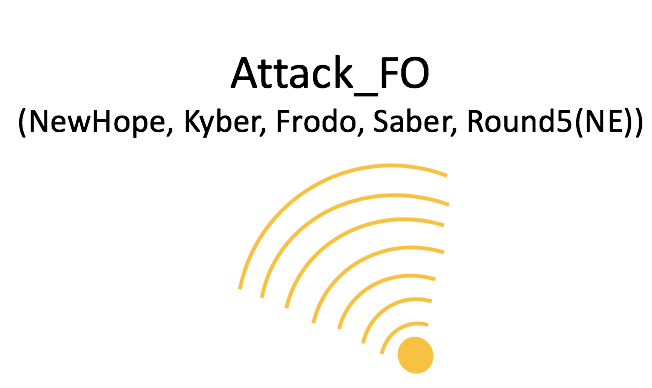 Attack_FO
(NewHope, Kyber, Frodo, Saber, Round5(NE))